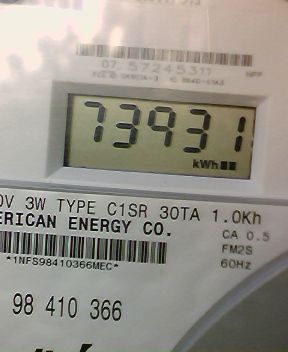 07 57245311
73931
kWh
0V 3W TYPE C1SR 30TA 1.0Kh
ERICAN ENERGY CO.
CA 0.5
FM2S
60Hz
*1NFS98410366MEC*
98 410 366